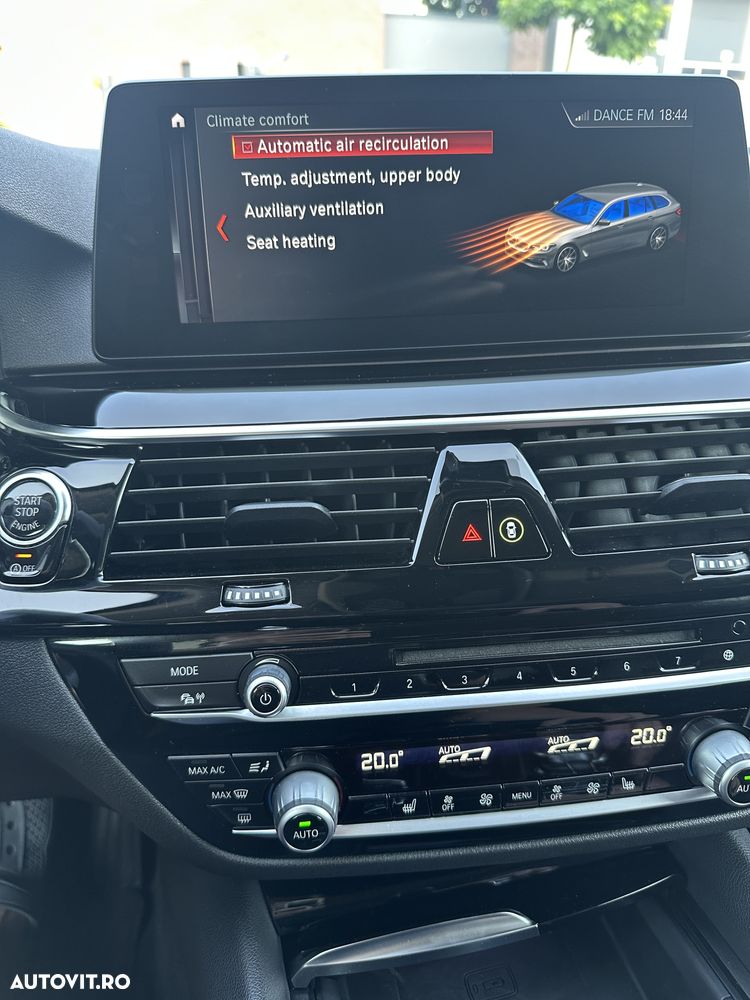 Climate comfort
DANCE FM 18:44
Automatic air recirculation
Temp. adjustment, upper body
Auxiliary ventilation
Seat heating
START
STOP
ENGINE
A OFF
MODE
1 2 3 4 5 6 7
20.0° AUTO AUTO 20.0°
MAX A/C
MAX
OFF MENU OFF
AUTO
AU
AUTOVIT.RO